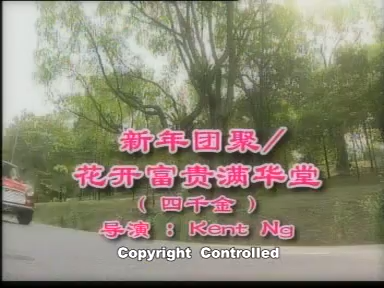 新年团聚/
花开富贵满华堂
( 四千金 )
导演 : Kent Ng
Copyright Controlled